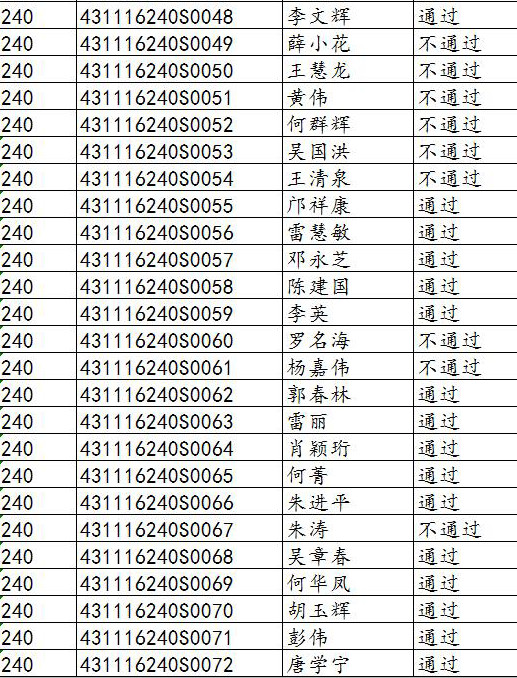 240 431116240S0048 李文辉 通过
240 431116240S0049 薛小花 不通过
240 431116240S0050 王慧龙 不通过
240 431116240S0051 黄伟 不通过
240 431116240S0052 何群辉 不通过
240 431116240S0053 吴国洪 不通过
240 431116240S0054 王清泉 不通过
240 431116240S0055 邝祥康 通过
240 431116240S0056 雷慧敏 通过
240 431116240S0057 邓永芝 通过
240 431116240S0058 陈建国 通过
240 431116240S0059 李英 通过
240 431116240S0060 罗名海 不通过
240 431116240S0061 杨嘉伟 不通过
240 431116240S0062 郭春林 通过
240 431116240S0063 雷丽 通过
240 431116240S0064 肖颖珩 通过
240 431116240S0065 何菁 通过
240 431116240S0066 朱进平 通过
240 431116240S0067 朱涛 不通过
240 431116240S0068 吴章春 通过
240 431116240S0069 何华凤 通过
240 431116240S0070 胡玉辉 通过
240 431116240S0071 彭伟 通过
240 431116240S0072 唐学宁 通过